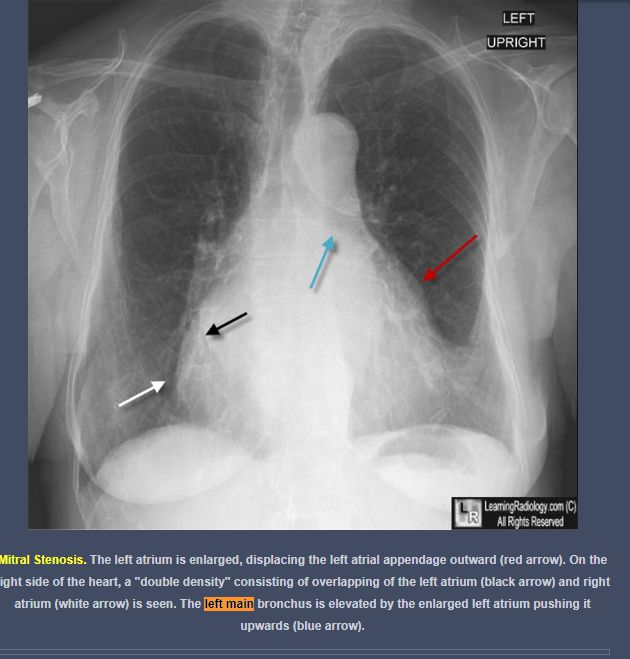 LEFT
UPRIGHT
LR LearningRadiology.com (C)
All Rights Reserved
Mitral Stenosis. The left atrium is enlarged, displacing the left atrial appendage outward (red arrow). On the
ight side of the heart, a "double density" consisting of overlapping of the left atrium (black arrow) and right
atrium (white arrow) is seen. The left main bronchus is elevated by the enlarged left atrium pushing it
upwards (blue arrow).